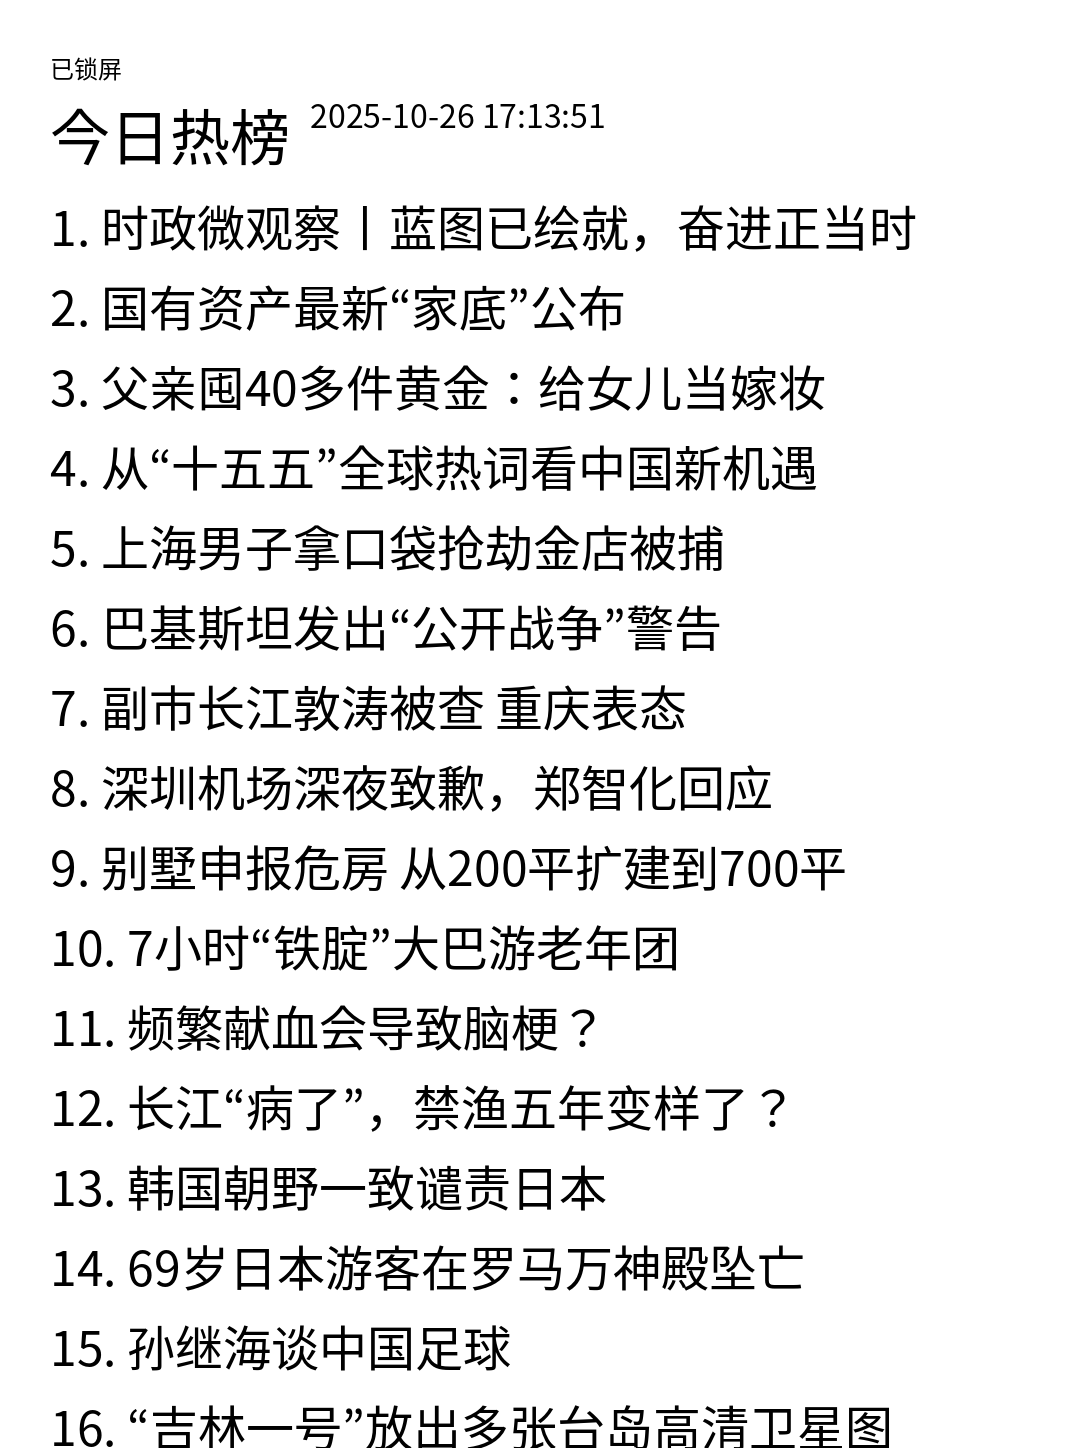 已锁屏
今日热榜 2025-10-26 17:13:51
1. 时政微观察丨蓝图已绘就，奋进正当时
2. 国有资产最新“家底”公布
3. 父亲囤40多件黄金：给女儿当嫁妆
4. 从“十五五”全球热词看中国新机遇
5. 上海男子拿口袋抢劫金店被捕
6. 巴基斯坦发出“公开战争”警告
7. 副市长江敦涛被查 重庆表态
8. 深圳机场深夜致歉，郑智化回应
9. 别墅申报危房 从200平扩建到700平
10. 7小时“铁腚”大巴游老年团
11. 频繁献血会导致脑梗？
12. 长江“病了”，禁渔五年变样了？
13. 韩国朝野一致谴责日本
14. 69岁日本游客在罗马万神殿坠亡
15. 孙继海谈中国足球
16. “吉林一号”放出多张台岛高清卫星图